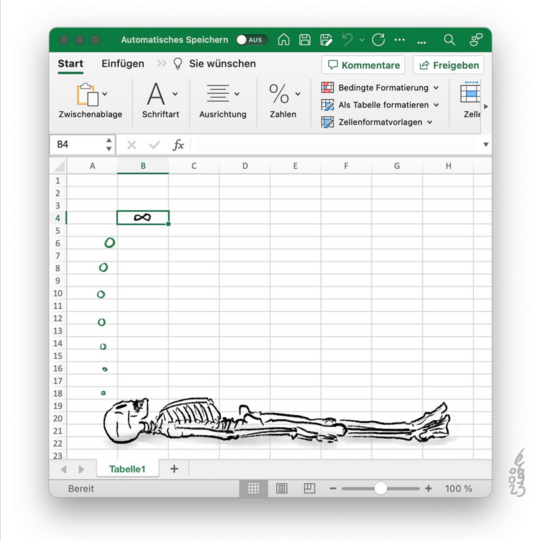 Automatisches Speichern AUS ... ...
Start Einfügen >> Sie wünschen Kommentare Freigeben
Zwischenablage Schriftart Ausrichtung Zahlen Bedingte Formatierung
Als Tabelle formatieren
Zellenformatvorlagen Zelle
B4 fx
A B C D E F G H
1
2
3
4 ∞
5
6
7
8
9
10
11
12
13
14
15
16
17
18
19
20
21
22
23
Tabelle1 +
Bereit − + 100 %